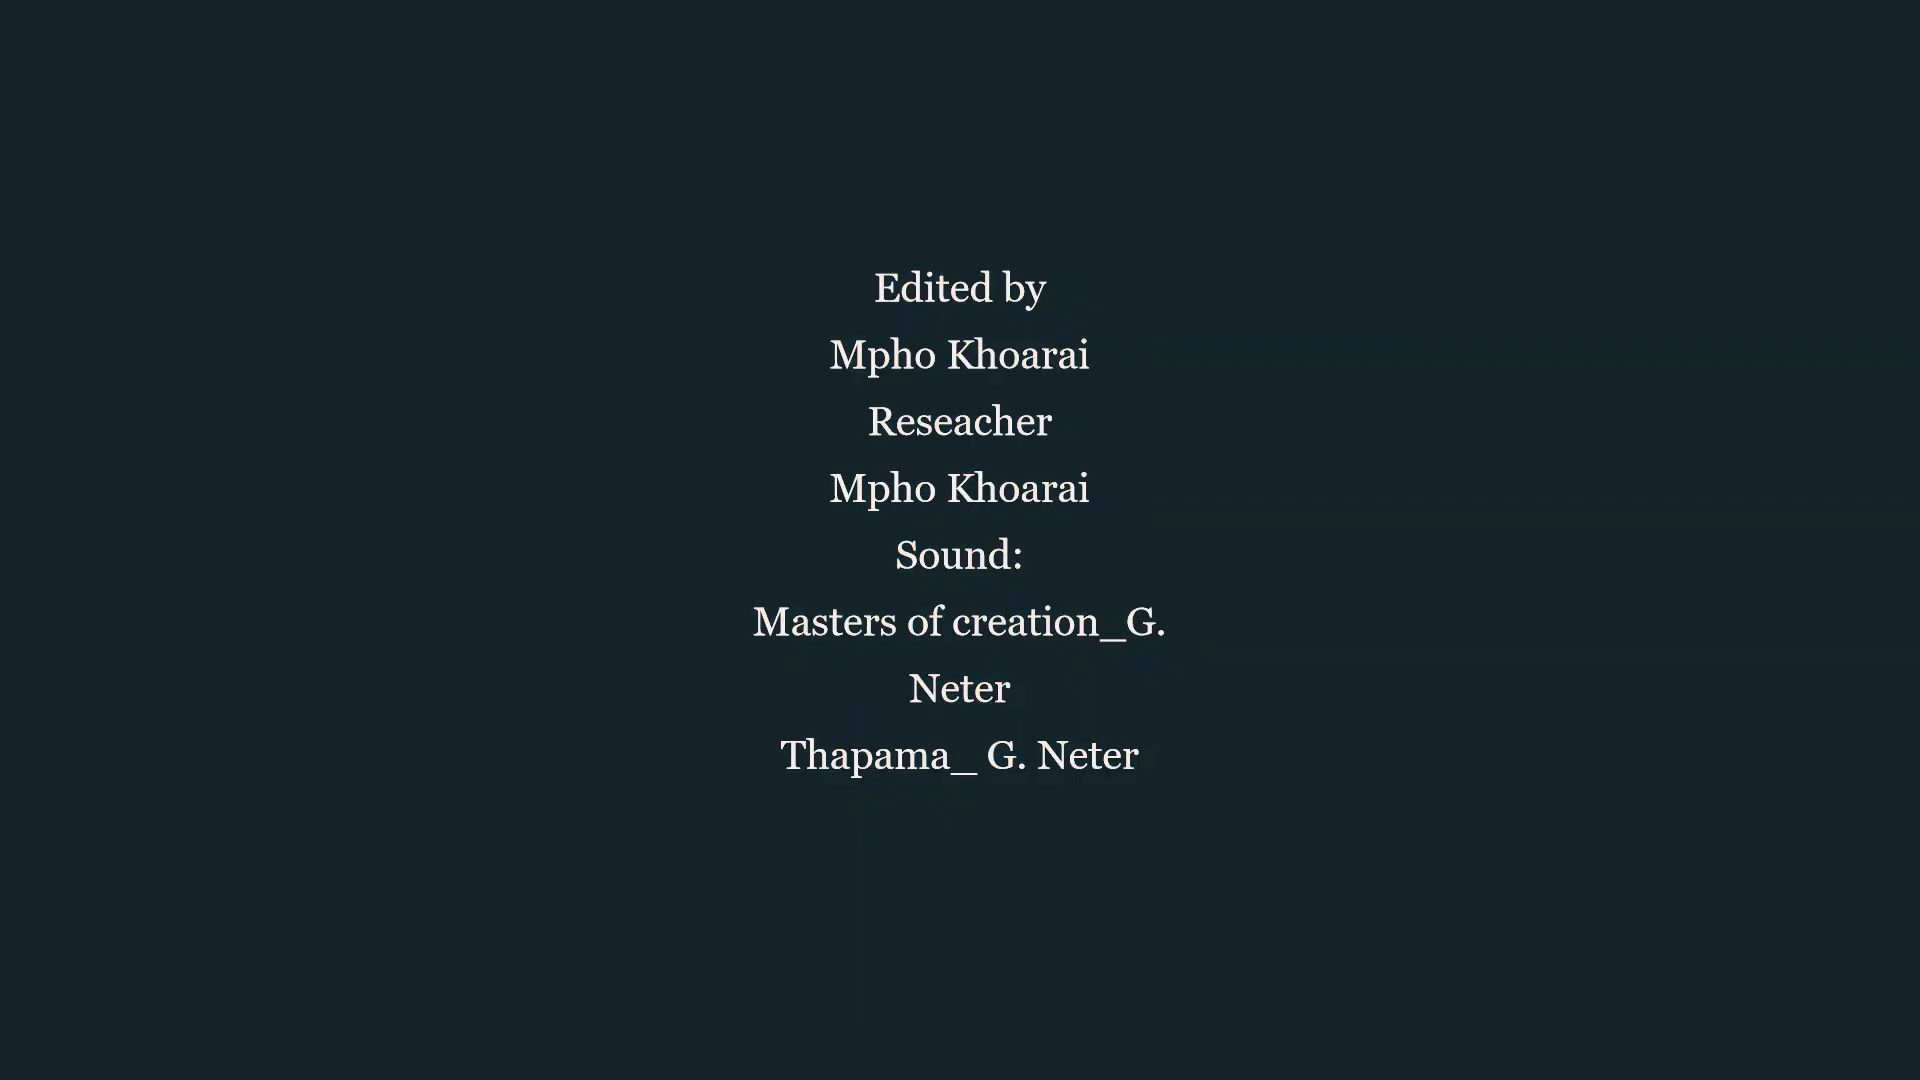 Edited by
Mpho Khoarai
Reseacher
Mpho Khoarai
Sound:
Masters of creation_G.
Neter
Thapama_ G. Neter